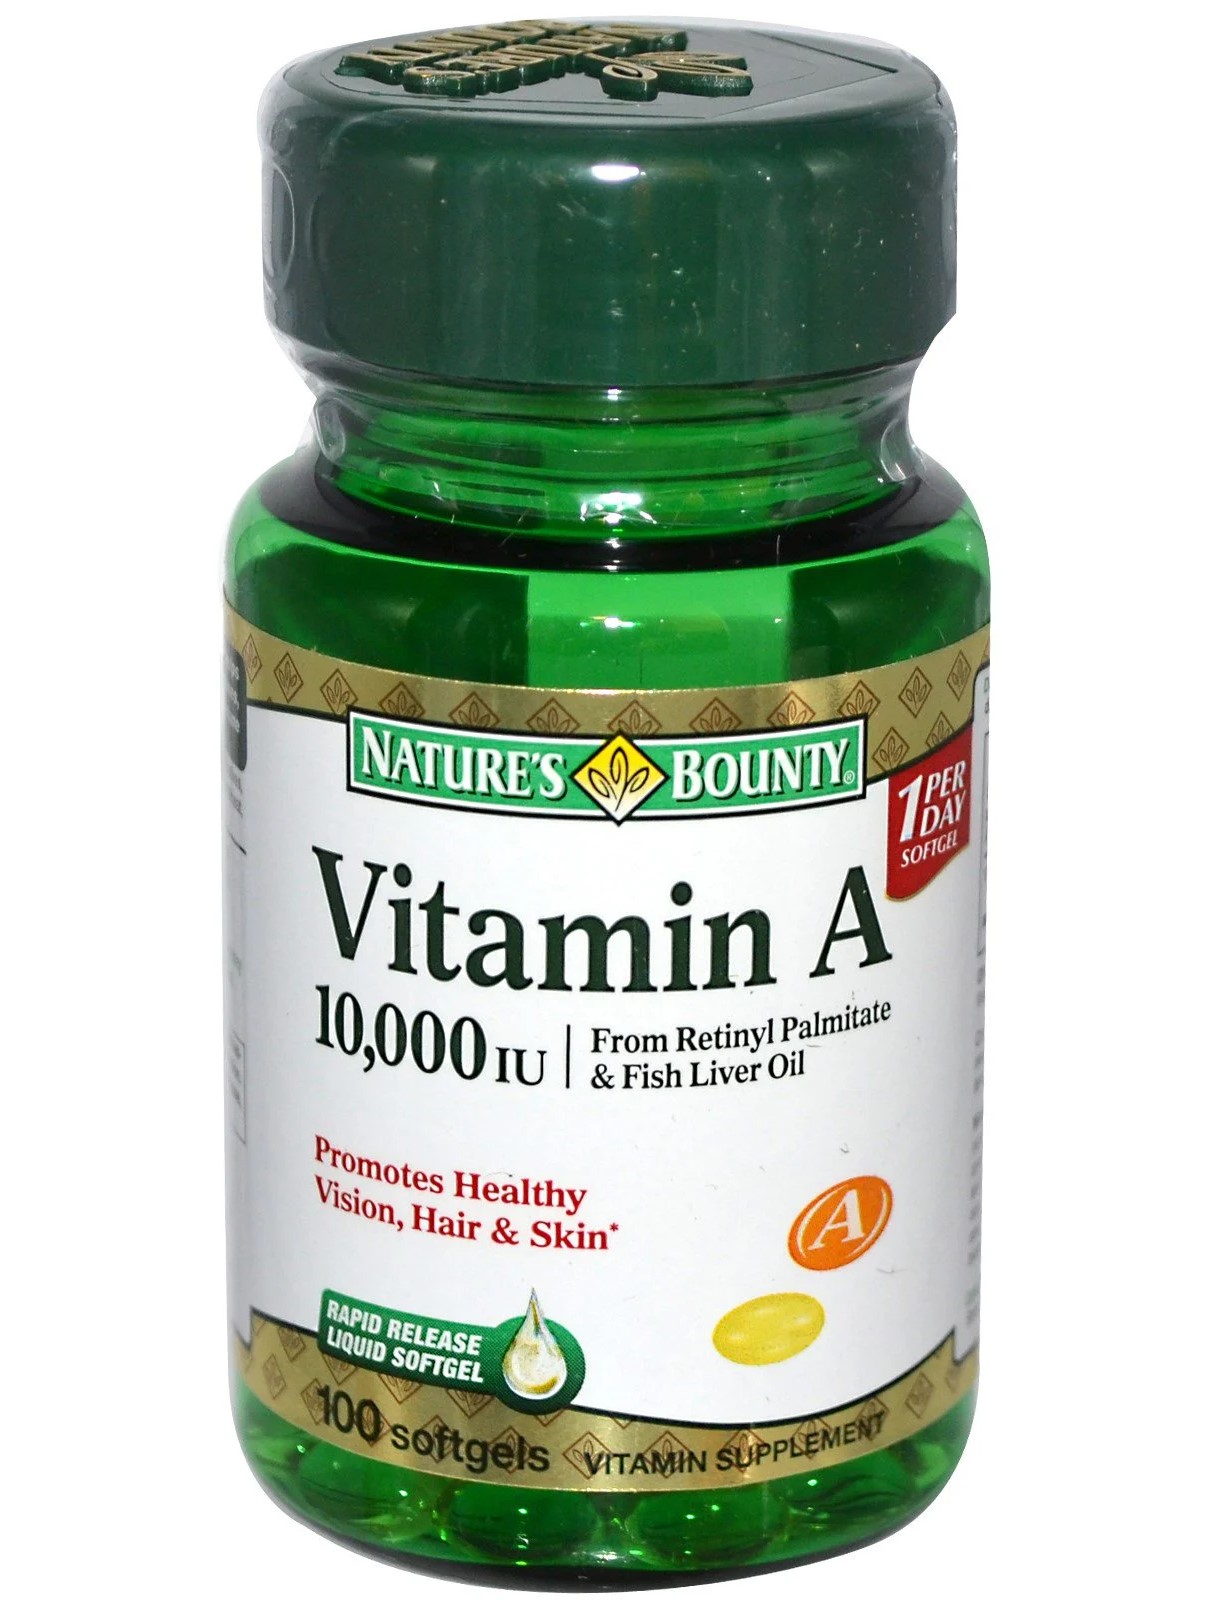 NATURE'S BOUNTY®
1 PER
DAY
SOFTGEL
Vitamin A
10,000 IU
From Retinyl Palmitate
& Fish Liver Oil
Promotes Healthy
Vision, Hair & Skin*
A
RAPID RELEASE
LIQUID SOFTGEL
100 softgels
VITAMIN SUPPLEMENT